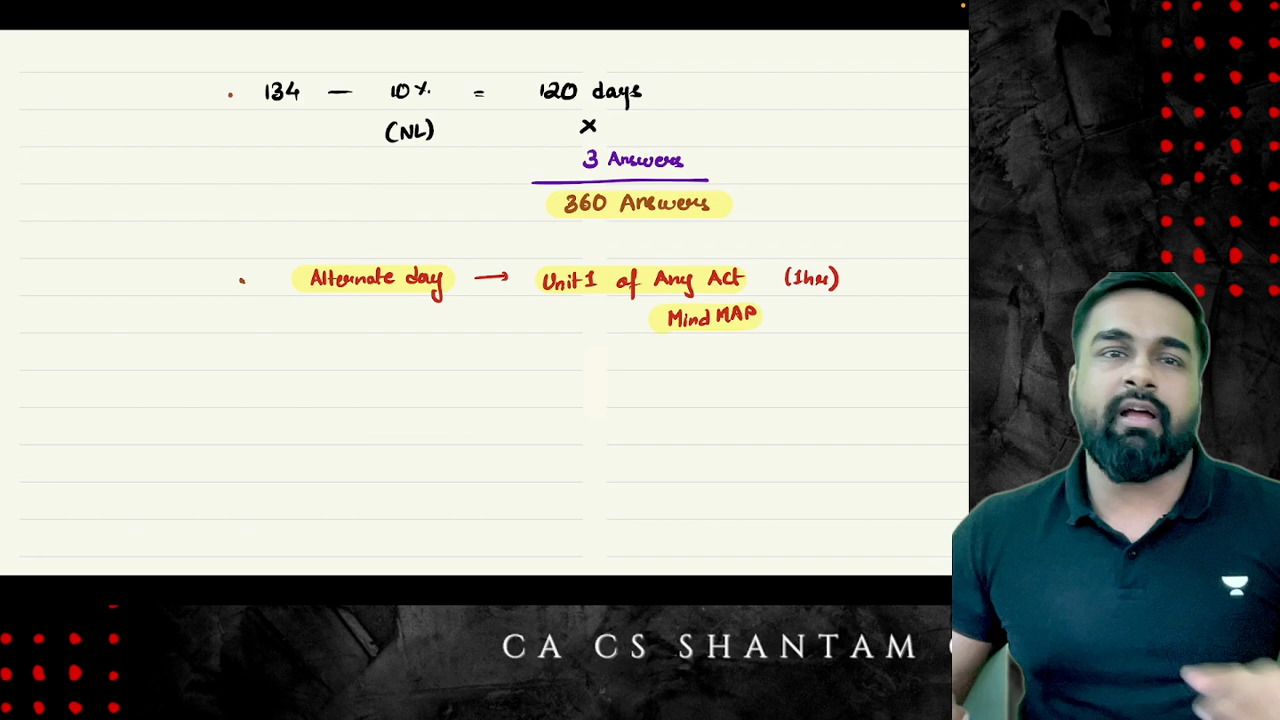 134 — 10% = 120 days
(NL) ×
3 Answers
360 Answers
Alternate day → Unit 1 of Any Act (1hr)
Mind MAP
CA CS SHANTAM